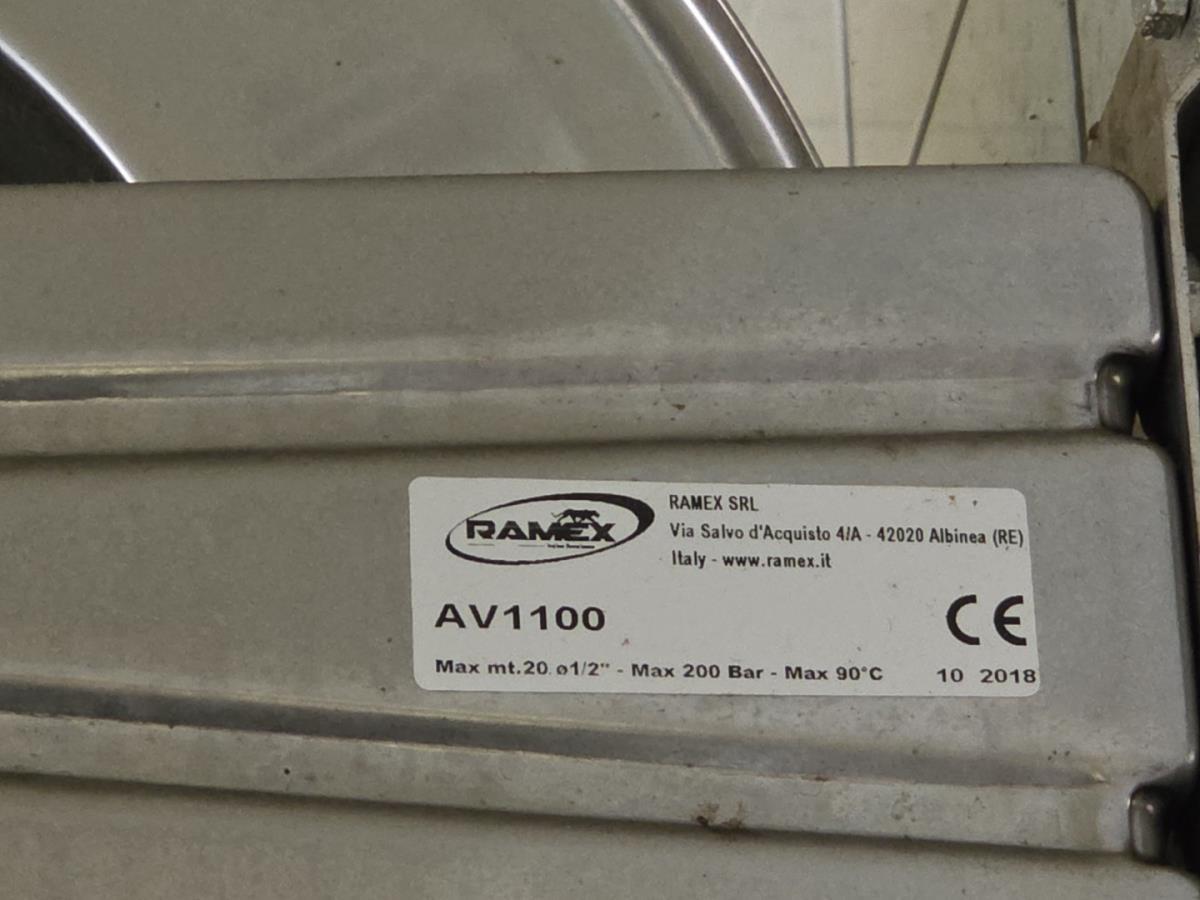 RAMEX
RAMEX SRL
Via Salvo d'Acquisto 4/A - 42020 Albinea (RE)
Italy - www.ramex.it
AV1100
CE
Max mt.20 ø1/2" - Max 200 Bar - Max 90°C
10 2018